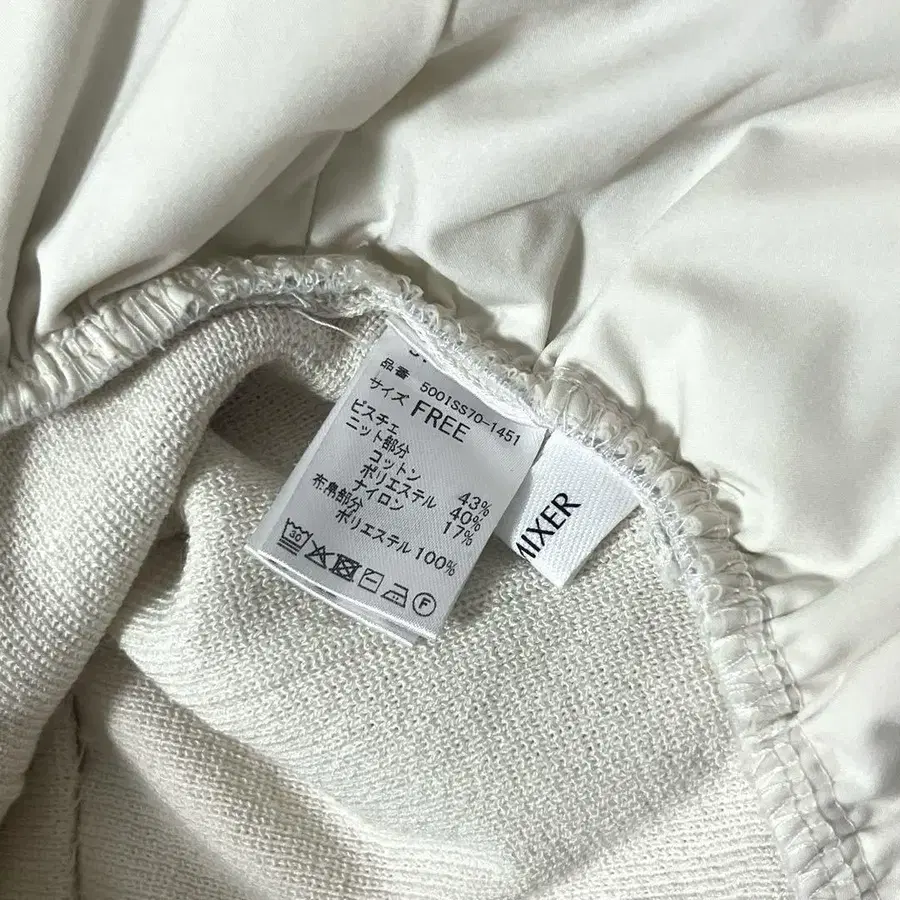 品番 5001SS70-1451
サイズ FREE
ビスチェ
ニット部分
コットン 43%
ポリエステル 40%
ナイロン 17%
布帛部分
ポリエステル 100%
30
F
MIXER